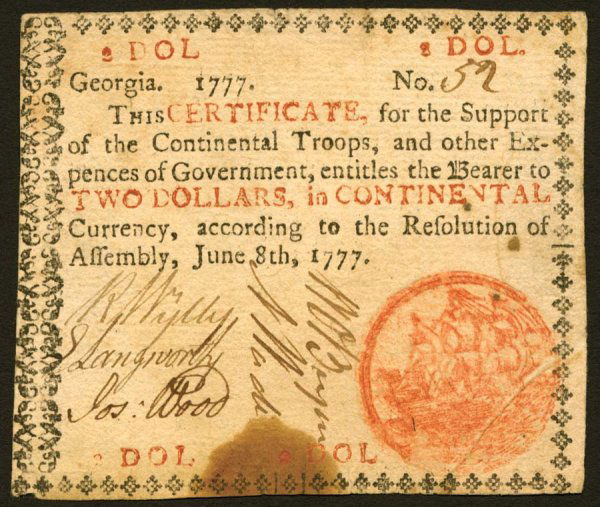 2 DOL 2 DOL.
Georgia. 1777. No. 52
THIS CERTIFICATE, for the Support
of the Continental Troops, and other Ex-
pences of Government, entitles the Bearer to
TWO DOLLARS, in CONTINENTAL
Currency, according to the Reſolution of
Aſſembly, June 8th, 1777.
R Wylly
E Langworthy
Jos: Wood
2 DOL 2 DOL